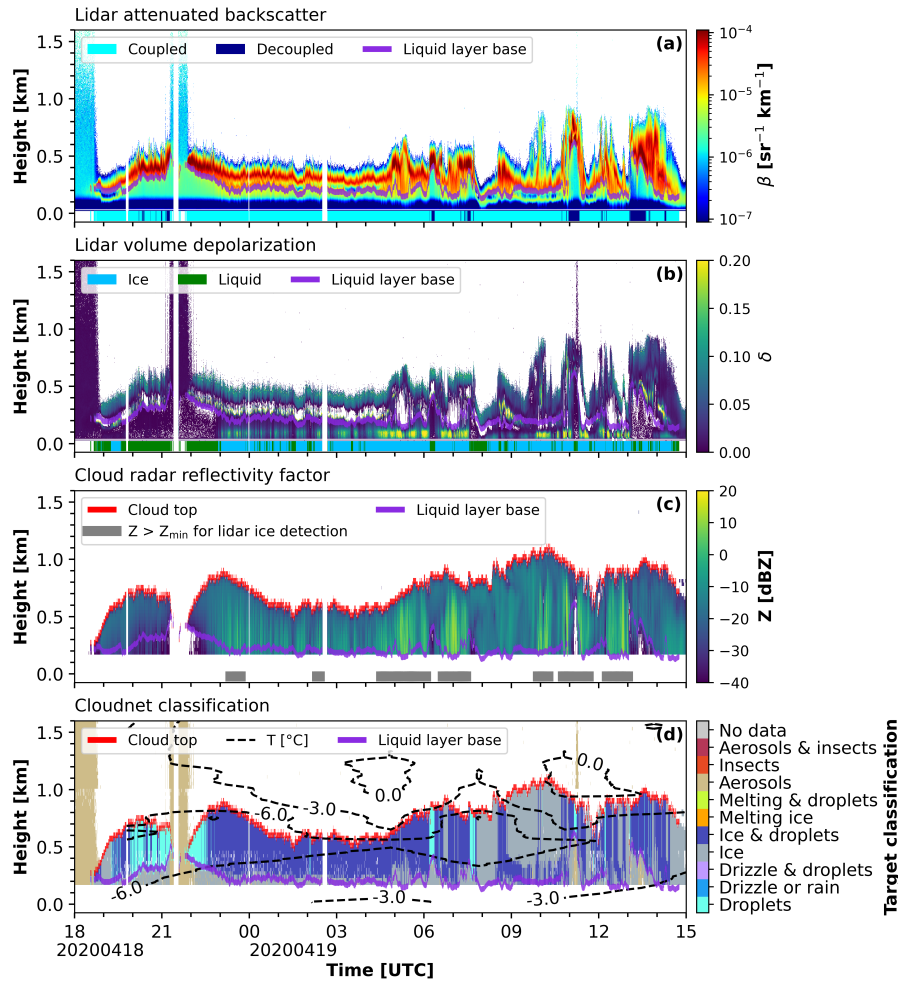 Lidar attenuated backscatter
(a)
Coupled Decoupled Liquid layer base
1.5
1.0
0.5
0.0
Height [km]
10⁻⁴
10⁻⁵
10⁻⁶
10⁻⁷
β [sr⁻¹ km⁻¹]
Lidar volume depolarization
(b)
Ice Liquid Liquid layer base
1.5
1.0
0.5
0.0
Height [km]
0.20
0.15
0.10
0.05
0.00
δ
Cloud radar reflectivity factor
(c)
Cloud top Liquid layer base
Z > Zmin for lidar ice detection
1.5
1.0
0.5
0.0
Height [km]
20
10
0
−10
−20
−30
−40
Z [dBZ]
Cloudnet classification
(d)
Cloud top T [°C] Liquid layer base
1.5
1.0
0.5
0.0
Height [km]
0.0
0.0
-3.0
-6.0
-6.0
-3.0
-3.0
No data
Aerosols & insects
Insects
Aerosols
Melting & droplets
Melting ice
Ice & droplets
Ice
Drizzle & droplets
Drizzle or rain
Droplets
Target classification
18 21 00 03 06 09 12 15
20200418 20200419
Time [UTC]